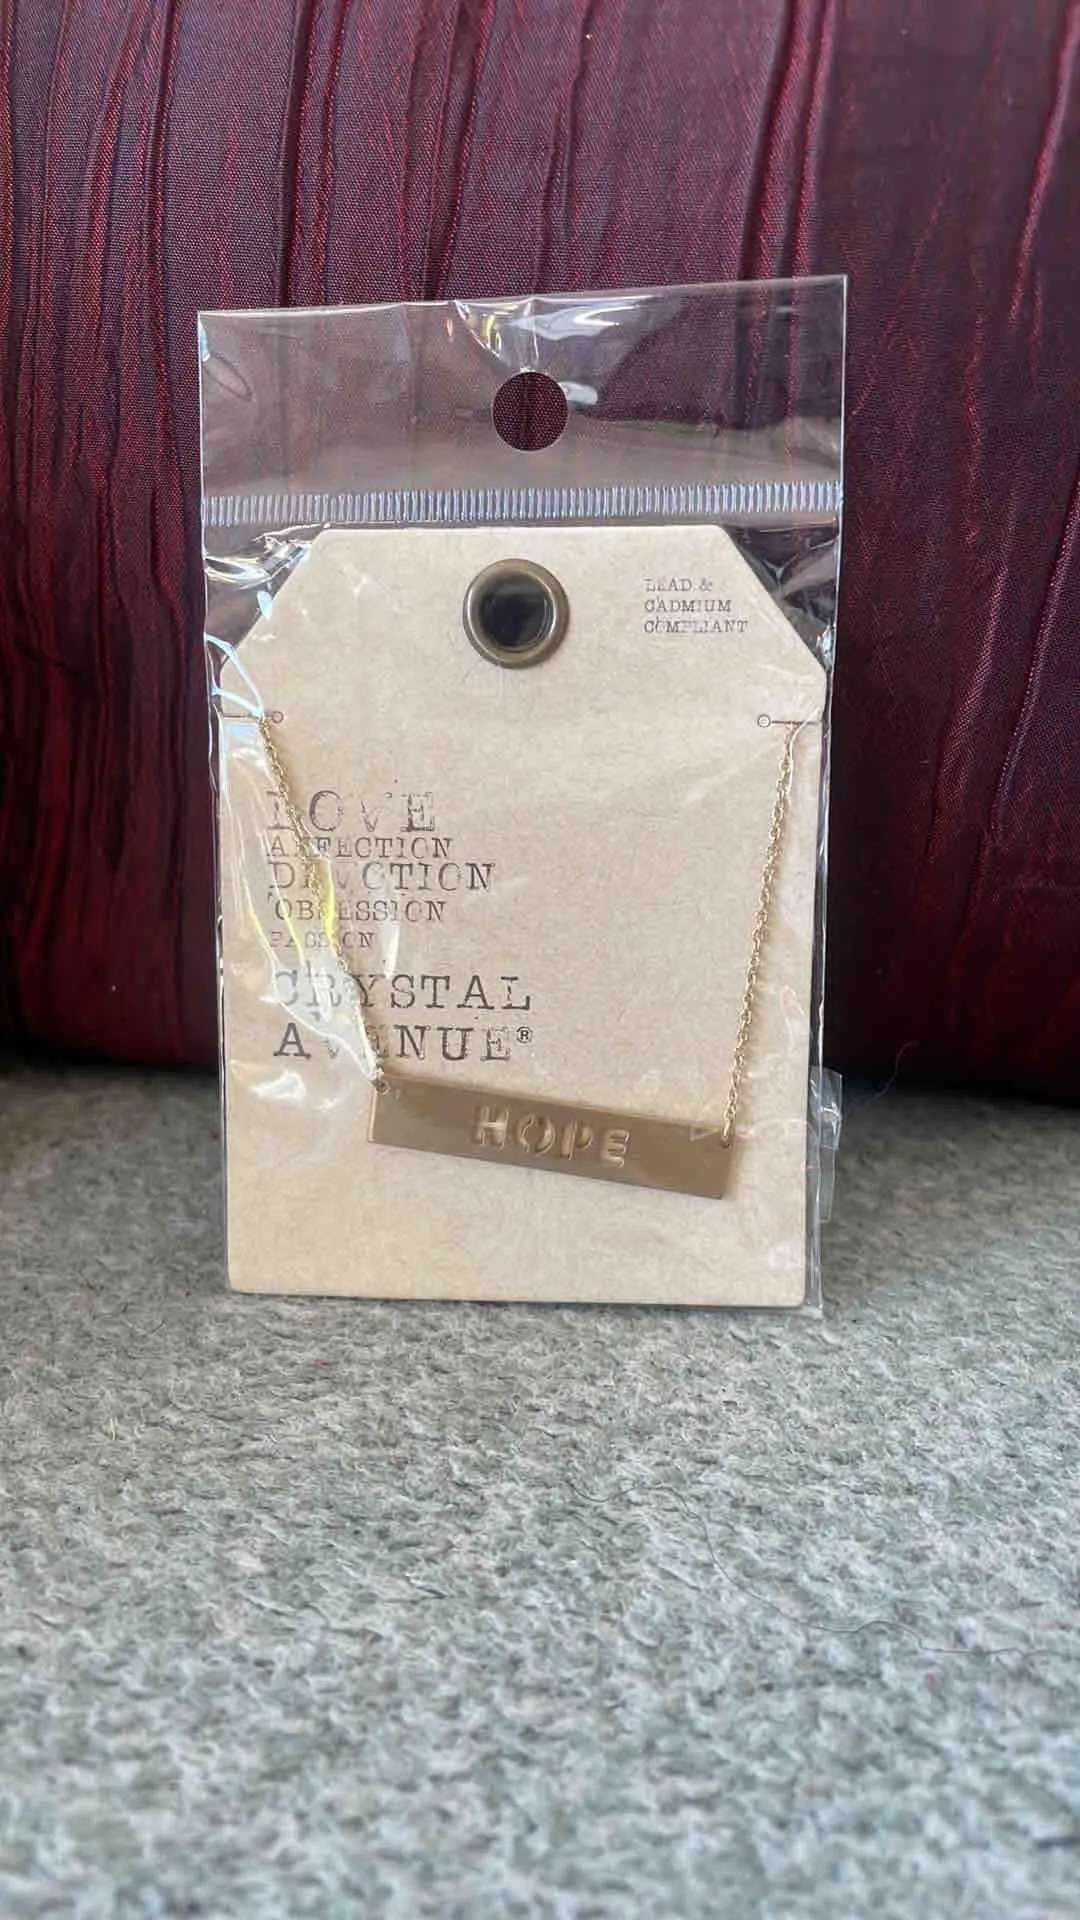 LEAD &
CADMIUM
COMPLIANT
LOVE
AFFECTION
DEVOTION
OBSESSION
PASSION
CRYSTAL
AVENUE®
HOPE